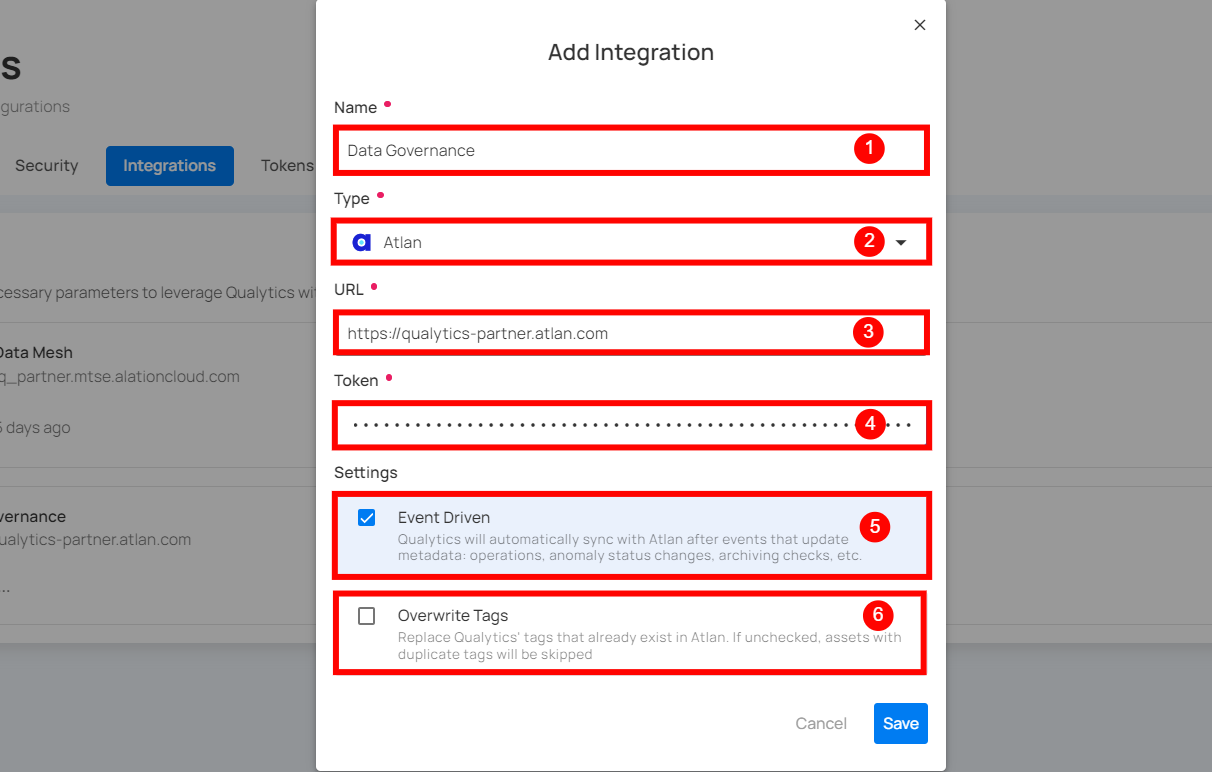 Add Integration
s
gurations
Security
Integrations
Tokens
Name
Data Governance
1
Type
Atlan
2
cessary parameters to leverage Qualytics wi
URL
https://qualytics-partner.atlan.com
3
Data Mesh
q_partner.mtse.alationcloud.com
Token
4
5 days ago
Settings
Event Driven
5
Qualytics will automatically sync with Atlan after events that update
metadata: operations, anomaly status changes, archiving checks, etc.
vernance
ualytics-partner.atlan.com
...
Overwrite Tags
6
Replace Qualytics' tags that already exist in Atlan. If unchecked, assets with
duplicate tags will be skipped
Cancel
Save